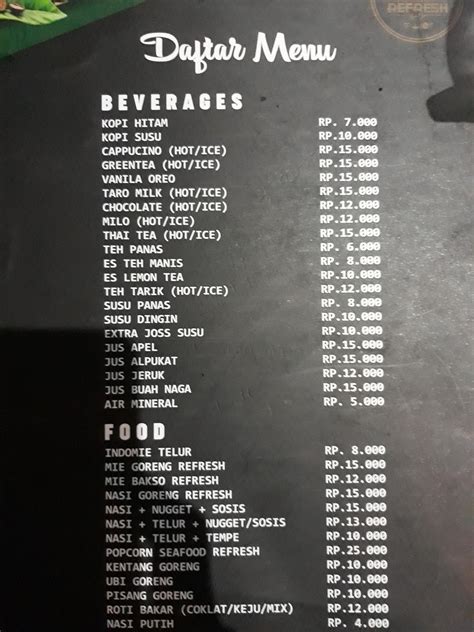 REFRESH
Daftar Menu
BEVERAGES
KOPI HITAM RP. 7.000
KOPI SUSU RP.10.000
CAPPUCINO (HOT/ICE) RP.15.000
GREENTEA (HOT/ICE) RP.15.000
VANILA OREO RP.15.000
TARO MILK (HOT/ICE) RP.15.000
CHOCOLATE (HOT/ICE) RP.12.000
MILO (HOT/ICE) RP.12.000
THAI TEA (HOT/ICE) RP.15.000
TEH PANAS RP. 6.000
ES TEH MANIS RP. 8.000
ES LEMON TEA RP.10.000
TEH TARIK (HOT/ICE) RP.12.000
SUSU PANAS RP. 8.000
SUSU DINGIN RP.10.000
EXTRA JOSS SUSU RP.10.000
JUS APEL RP.15.000
JUS ALPUKAT RP.15.000
JUS JERUK RP.12.000
JUS BUAH NAGA RP.15.000
AIR MINERAL RP. 5.000
FOOD
INDOMIE TELUR RP. 8.000
MIE GORENG REFRESH RP.15.000
MIE BAKSO REFRESH RP.12.000
NASI GORENG REFRESH RP.15.000
NASI + NUGGET + SOSIS RP.15.000
NASI + TELUR + NUGGET/SOSIS RP.13.000
NASI + TELUR + TEMPE RP.10.000
POPCORN SEAFOOD REFRESH RP.25.000
KENTANG GORENG RP.10.000
UBI GORENG RP.10.000
PISANG GORENG RP.10.000
ROTI BAKAR (COKLAT/KEJU/MIX) RP.12.000
NASI PUTIH RP. 4.000